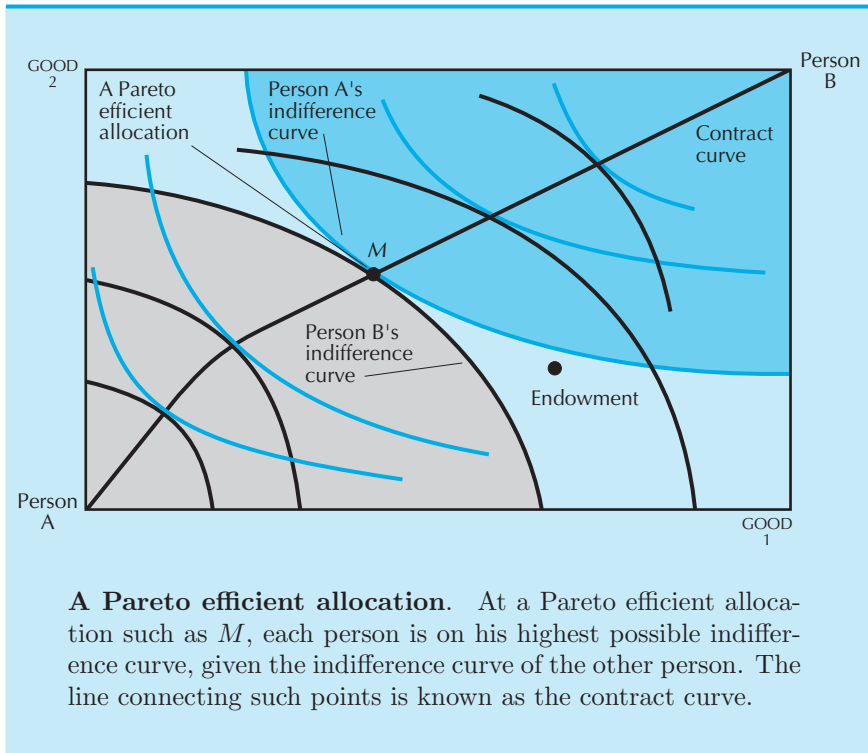 GOOD
2
A Pareto
efficient
allocation
Person A's
indifference
curve
Person
B
Contract
curve
M
Person B's
indifference
curve
Endowment
Person
A
GOOD
1
A Pareto efficient allocation. At a Pareto efficient alloca-
tion such as M, each person is on his highest possible indiffer-
ence curve, given the indifference curve of the other person. The
line connecting such points is known as the contract curve.